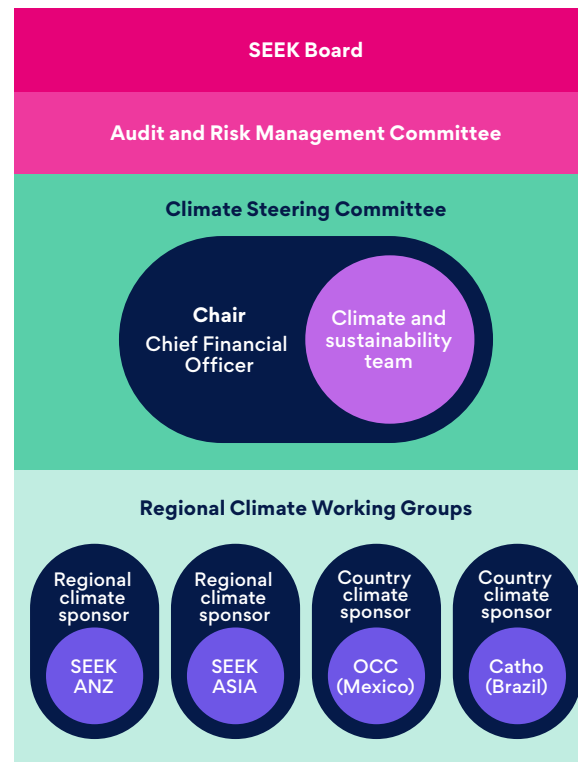 SEEK Board
Audit and Risk Management Committee
Climate Steering Committee
Chair
Chief Financial
Officer
Climate and
sustainability
team
Regional Climate Working Groups
Regional
climate
sponsor
SEEK
ANZ
Regional
climate
sponsor
SEEK
ASIA
Country
climate
sponsor
OCC
(Mexico)
Country
climate
sponsor
Catho
(Brazil)